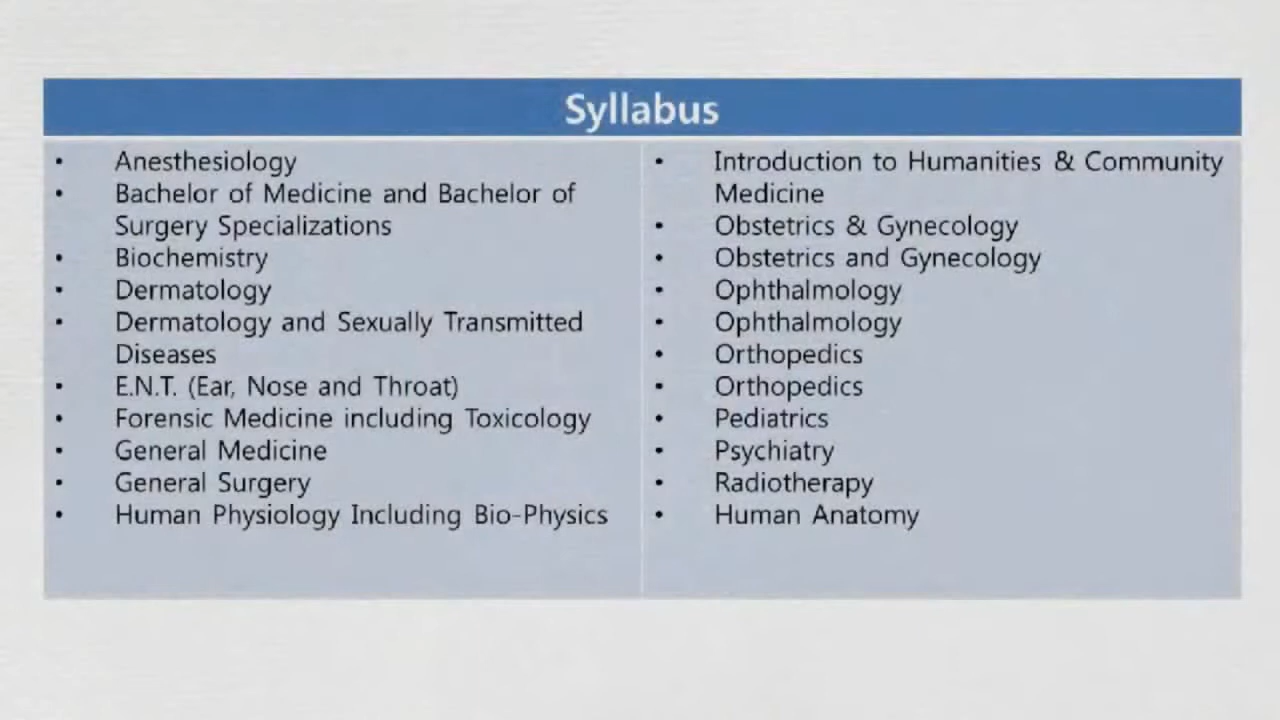 Syllabus
• Anesthesiology
• Bachelor of Medicine and Bachelor of
Surgery Specializations
• Biochemistry
• Dermatology
• Dermatology and Sexually Transmitted
Diseases
• E.N.T. (Ear, Nose and Throat)
• Forensic Medicine including Toxicology
• General Medicine
• General Surgery
• Human Physiology Including Bio-Physics
• Introduction to Humanities & Community
Medicine
• Obstetrics & Gynecology
• Obstetrics and Gynecology
• Ophthalmology
• Ophthalmology
• Orthopedics
• Orthopedics
• Pediatrics
• Psychiatry
• Radiotherapy
• Human Anatomy